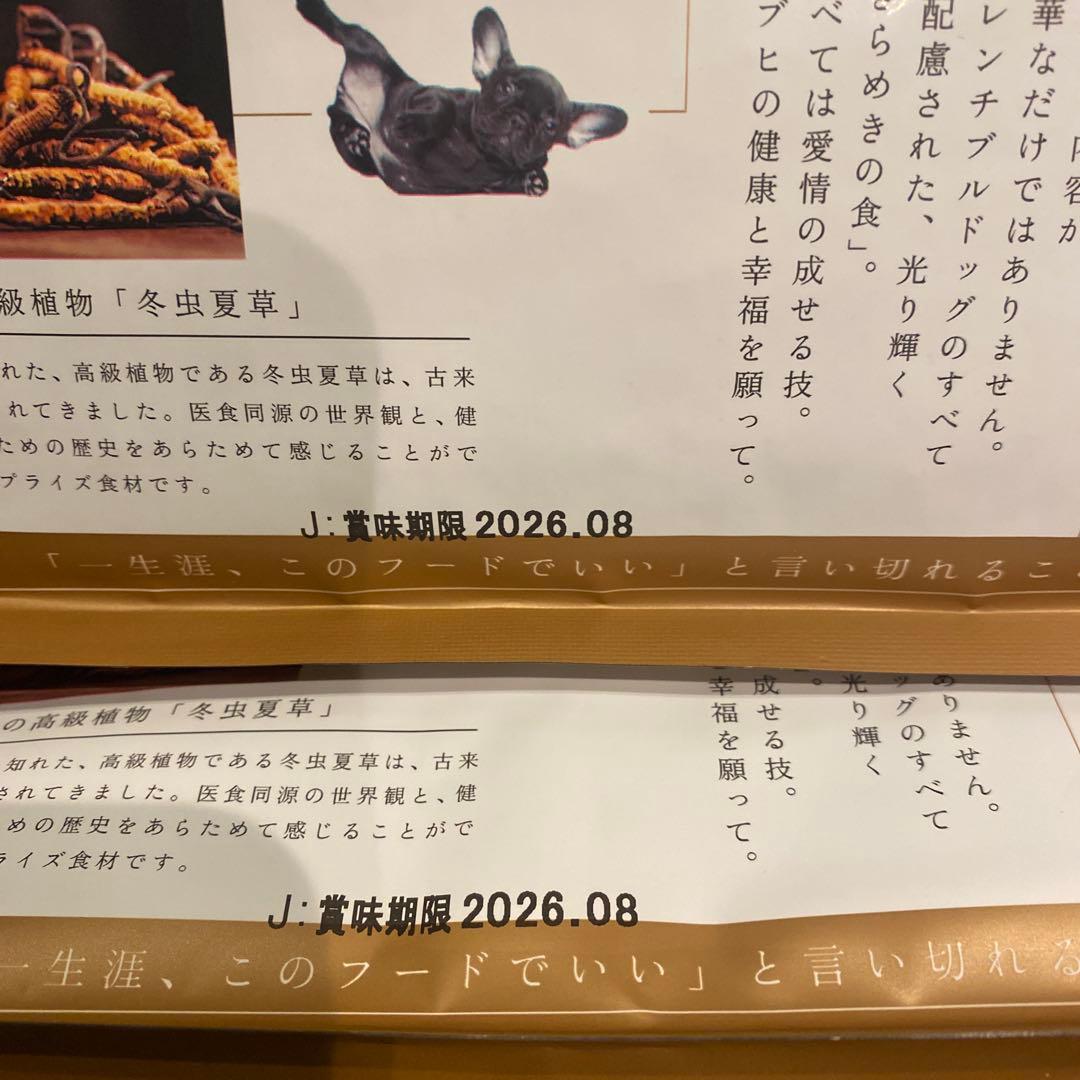 華なだけではありません。
レンチブルドッグのすべて
配慮された、光り輝く
らめきの食」。
べては愛情の成せる技。
ブヒの健康と幸福を願って。
級植物「冬虫夏草」
れた、高級植物である冬虫夏草は、古来
れてきました。医食同源の世界観と、健
ための歴史をあらためて感じることがで
プライズ食材です。
J:賞味期限2026.08
「一生涯、このフードでいい」と言い切れるこ
ありません。
ッグのすべて
光り輝く
。
成せる技。
幸福を願って。
の高級植物「冬虫夏草」
知れた、高級植物である冬虫夏草は、古来
されてきました。医食同源の世界観と、健
めの歴史をあらためて感じることがで
ライズ食材です。
J:賞味期限2026.08
一生涯、このフードでいい」と言い切れる